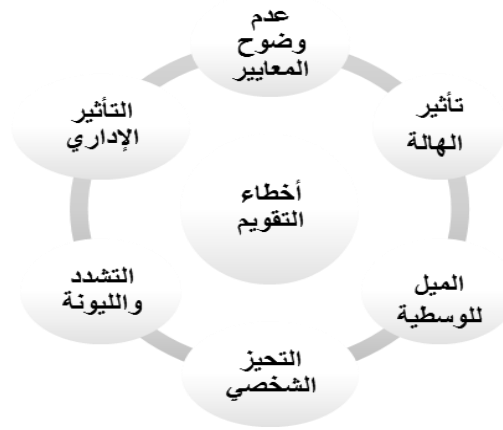 عدم
وضوح
المعايير
تأثير
الهالة
الميل
للوسطية
التحيز
الشخصي
التشدد
والليونة
التأثير
الإداري
أخطاء
التقويم